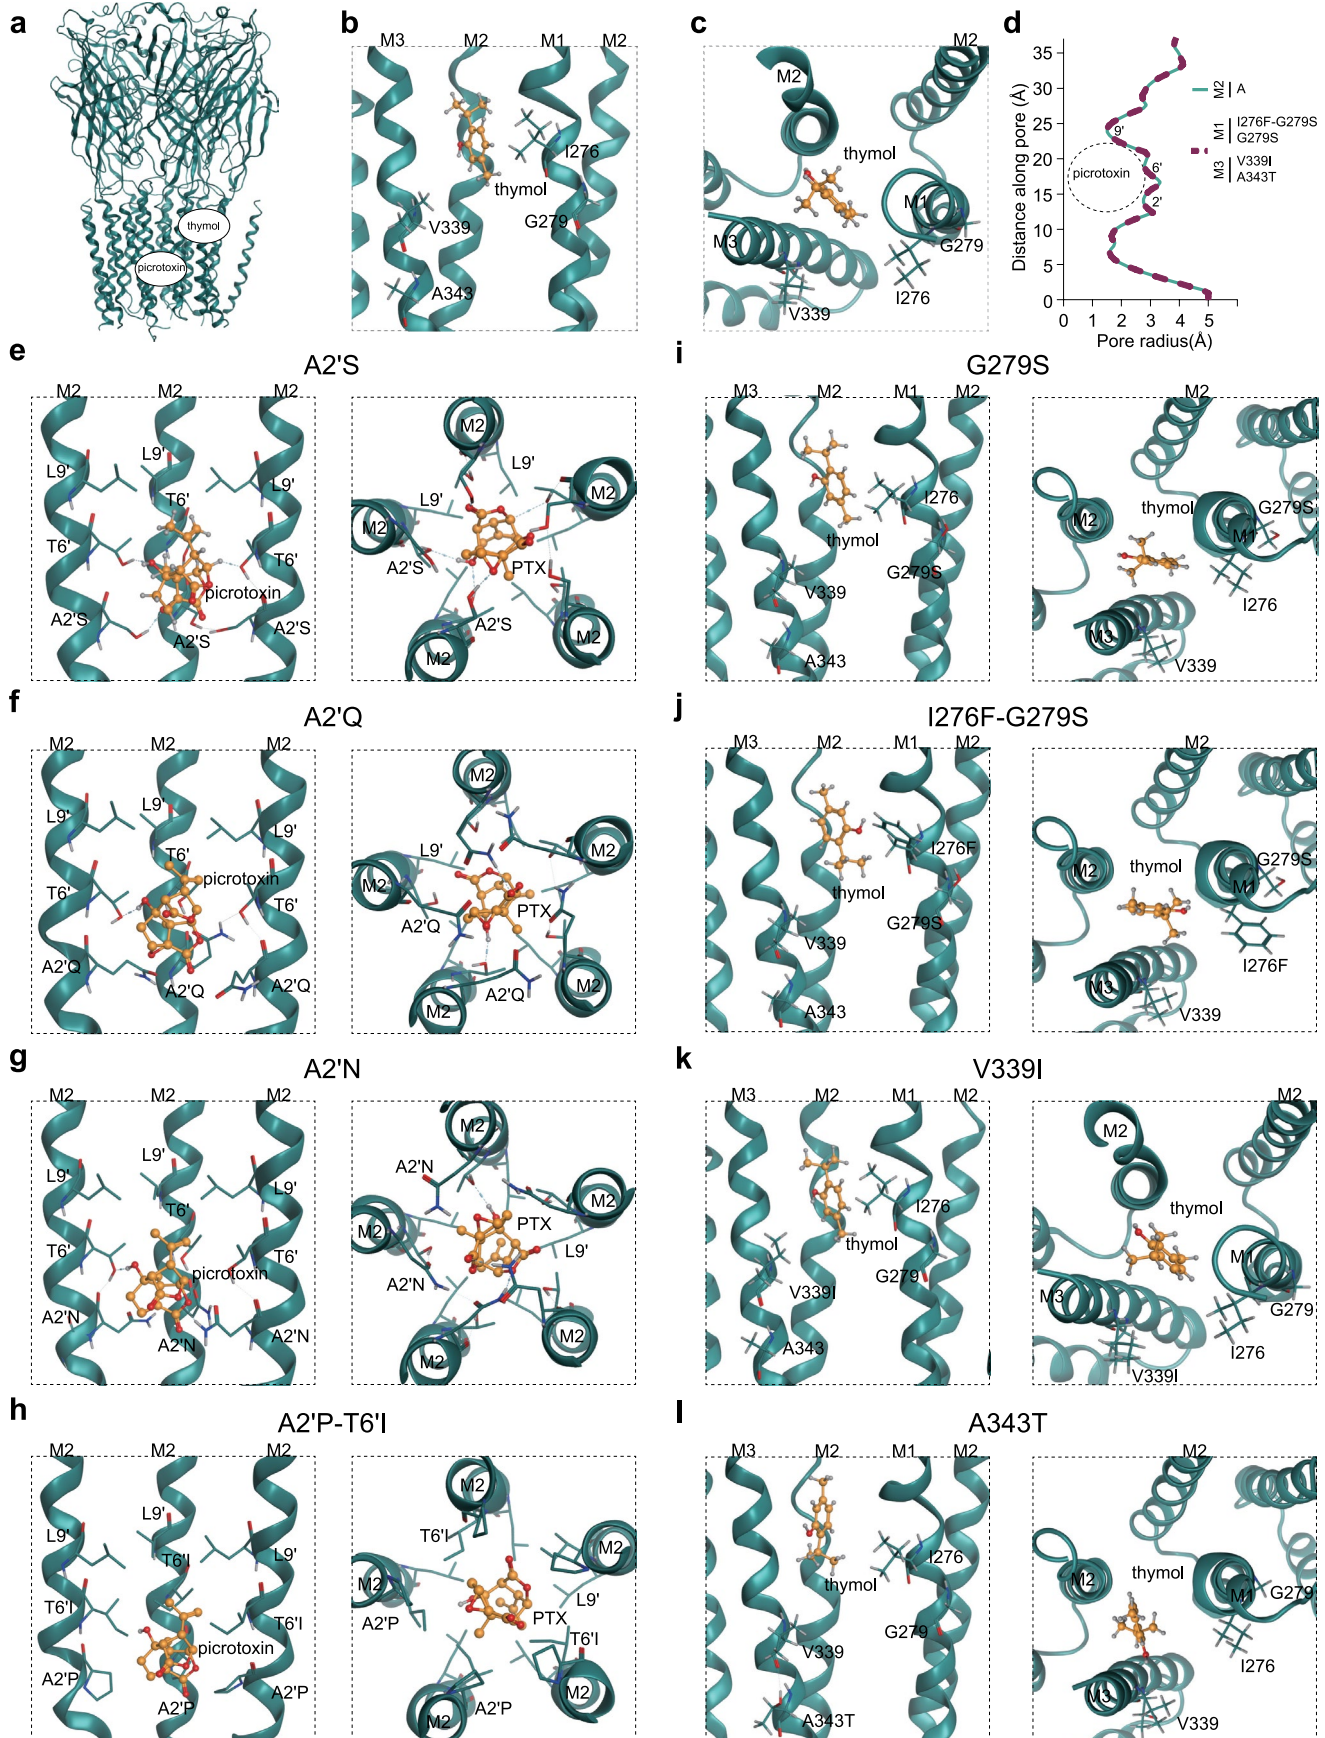 a
thymol
picrotoxin
b
M3
M2
M1
M2
I276
thymol
V339
G279
A343
c
M2
M2
thymol
M1
M3
G279
I276
V339
d
35
30
25
20
15
10
5
0
Distance along pore (Å)
0
1
2
3
4
5
Pore radius(Å)
9'
6'
2'
picrotoxin
M2
A
M1
I276F-G279S
G279S
M3
V339I
A343T
e
A2'S
M2
M2
M2
L9'
L9'
L9'
T6'
T6'
T6'
picrotoxin
A2'S
A2'S
A2'S
M2
L9'
M2
L9'
M2
A2'S
PTX
A2'S
M2
M2
f
A2'Q
M2
M2
M2
L9'
L9'
L9'
T6'
picrotoxin
T6'
T6'
A2'Q
A2'Q
A2'Q
M2
L9'
M2
M2
PTX
A2'Q
A2'Q
M2
M2
g
A2'N
M2
M2
M2
L9'
L9'
L9'
T6'
T6'
T6'
picrotoxin
A2'N
A2'N
A2'N
M2
A2'N
M2
PTX
M2
L9'
A2'N
M2
M2
h
A2'P-T6'I
M2
M2
M2
L9'
L9'
L9'
T6'I
T6'I
T6'I
picrotoxin
A2'P
A2'P
A2'P
M2
T6'I
M2
M2
L9'
A2'P
PTX
T6'I
A2'P
M2
M2
i
G279S
M3
M2
M1
M2
I276
thymol
G279S
V339
A343
M2
thymol
G279S
M2
M1
I276
M3
V339
j
I276F-G279S
M3
M2
M1
M2
I276F
thymol
G279S
V339
A343
M2
thymol
G279S
M2
M1
I276F
M3
V339
k
V339I
M3
M2
M1
M2
I276
thymol
G279
V339I
A343
M2
M2
thymol
M1
M3
G279
I276
V339I
l
A343T
M3
M2
M1
M2
I276
thymol
G279
V339
A343T
M2
thymol
M2
M1
G279
I276
M3
V339